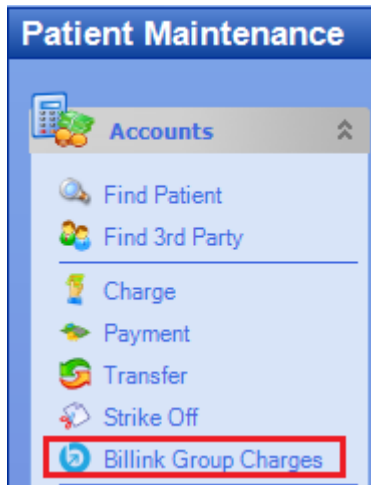 Patient Maintenance
Accounts
Find Patient
Find 3rd Party
Charge
Payment
Transfer
Strike Off
Billink Group Charges